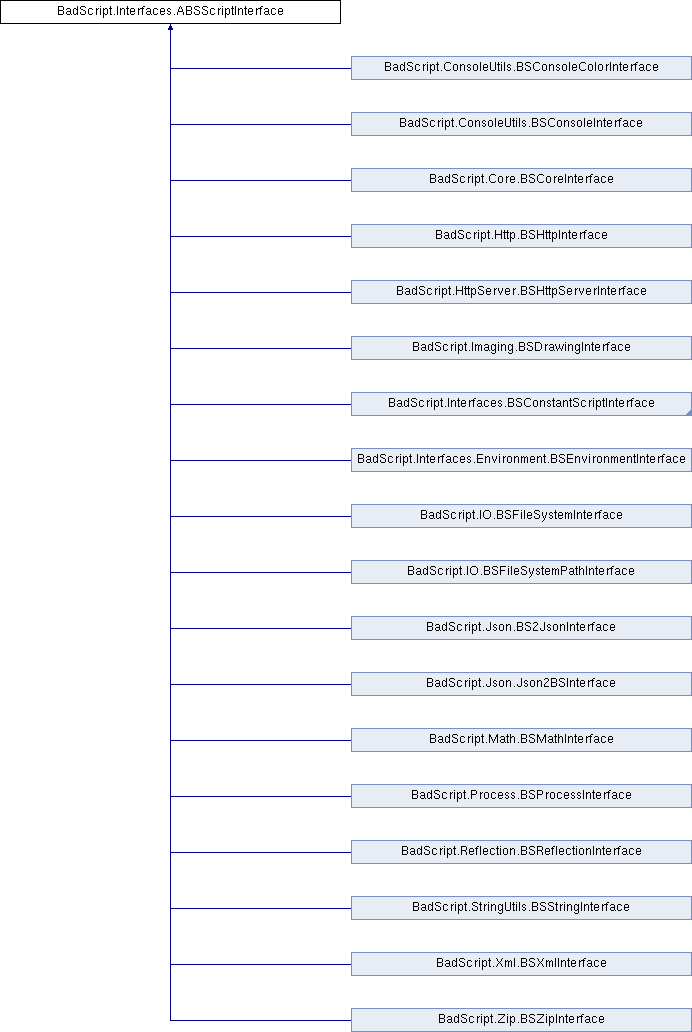 BadScript.Interfaces.ABSScriptInterface
BadScript.ConsoleUtils.BSConsoleColorInterface
BadScript.ConsoleUtils.BSConsoleInterface
BadScript.Core.BSCoreInterface
BadScript.Http.BSHttpInterface
BadScript.HttpServer.BSHttpServerInterface
BadScript.Imaging.BSDrawingInterface
BadScript.Interfaces.BSConstantScriptInterface
BadScript.Interfaces.Environment.BSEnvironmentInterface
BadScript.IO.BSFileSystemInterface
BadScript.IO.BSFileSystemPathInterface
BadScript.Json.BS2JsonInterface
BadScript.Json.Json2BSInterface
BadScript.Math.BSMathInterface
BadScript.Process.BSProcessInterface
BadScript.Reflection.BSReflectionInterface
BadScript.StringUtils.BSStringInterface
BadScript.Xml.BSXmlInterface
BadScript.Zip.BSZipInterface